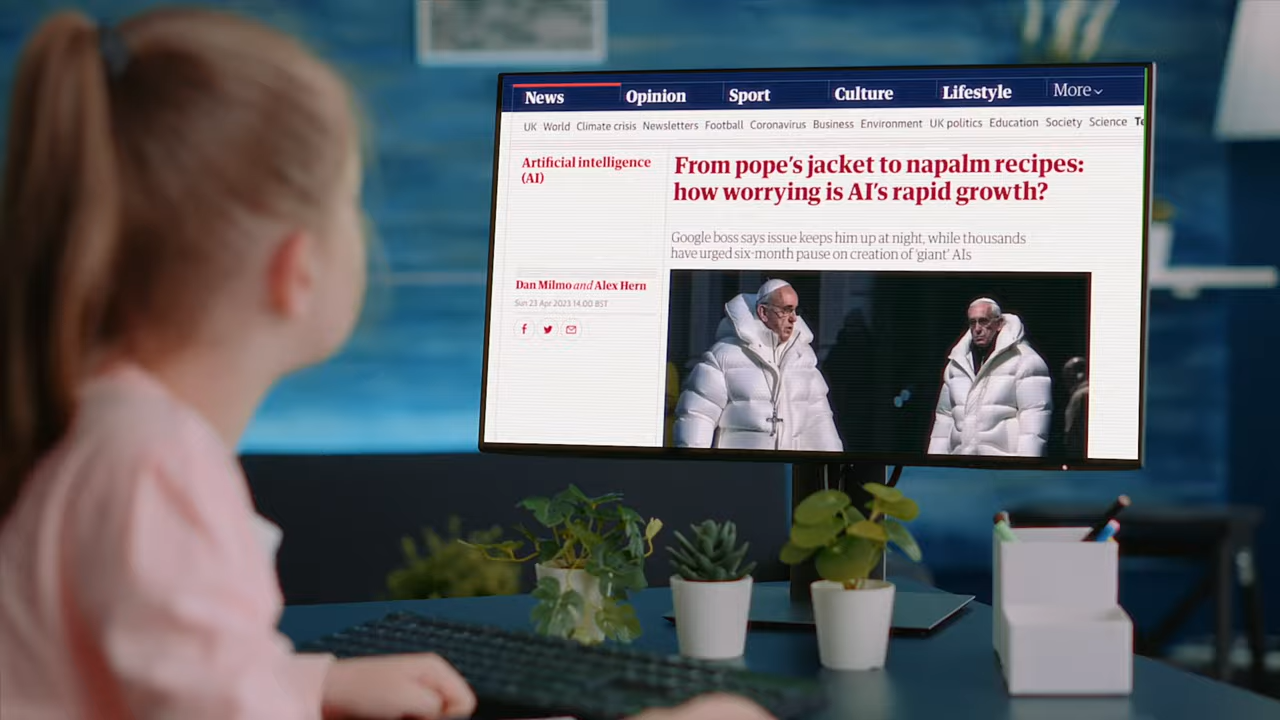 News Opinion Sport Culture Lifestyle More
UK World Climate crisis Newsletters Football Coronavirus Business Environment UK politics Education Society Science
Artificial intelligence
(AI)
From pope's jacket to napalm recipes:
how worrying is AI's rapid growth?
Google boss says issue keeps him up at night, while thousands
have urged six-month pause on creation of 'giant' AIs
Dan Milmo and Alex Hern
Sun 23 Apr 2023 14.00 BST